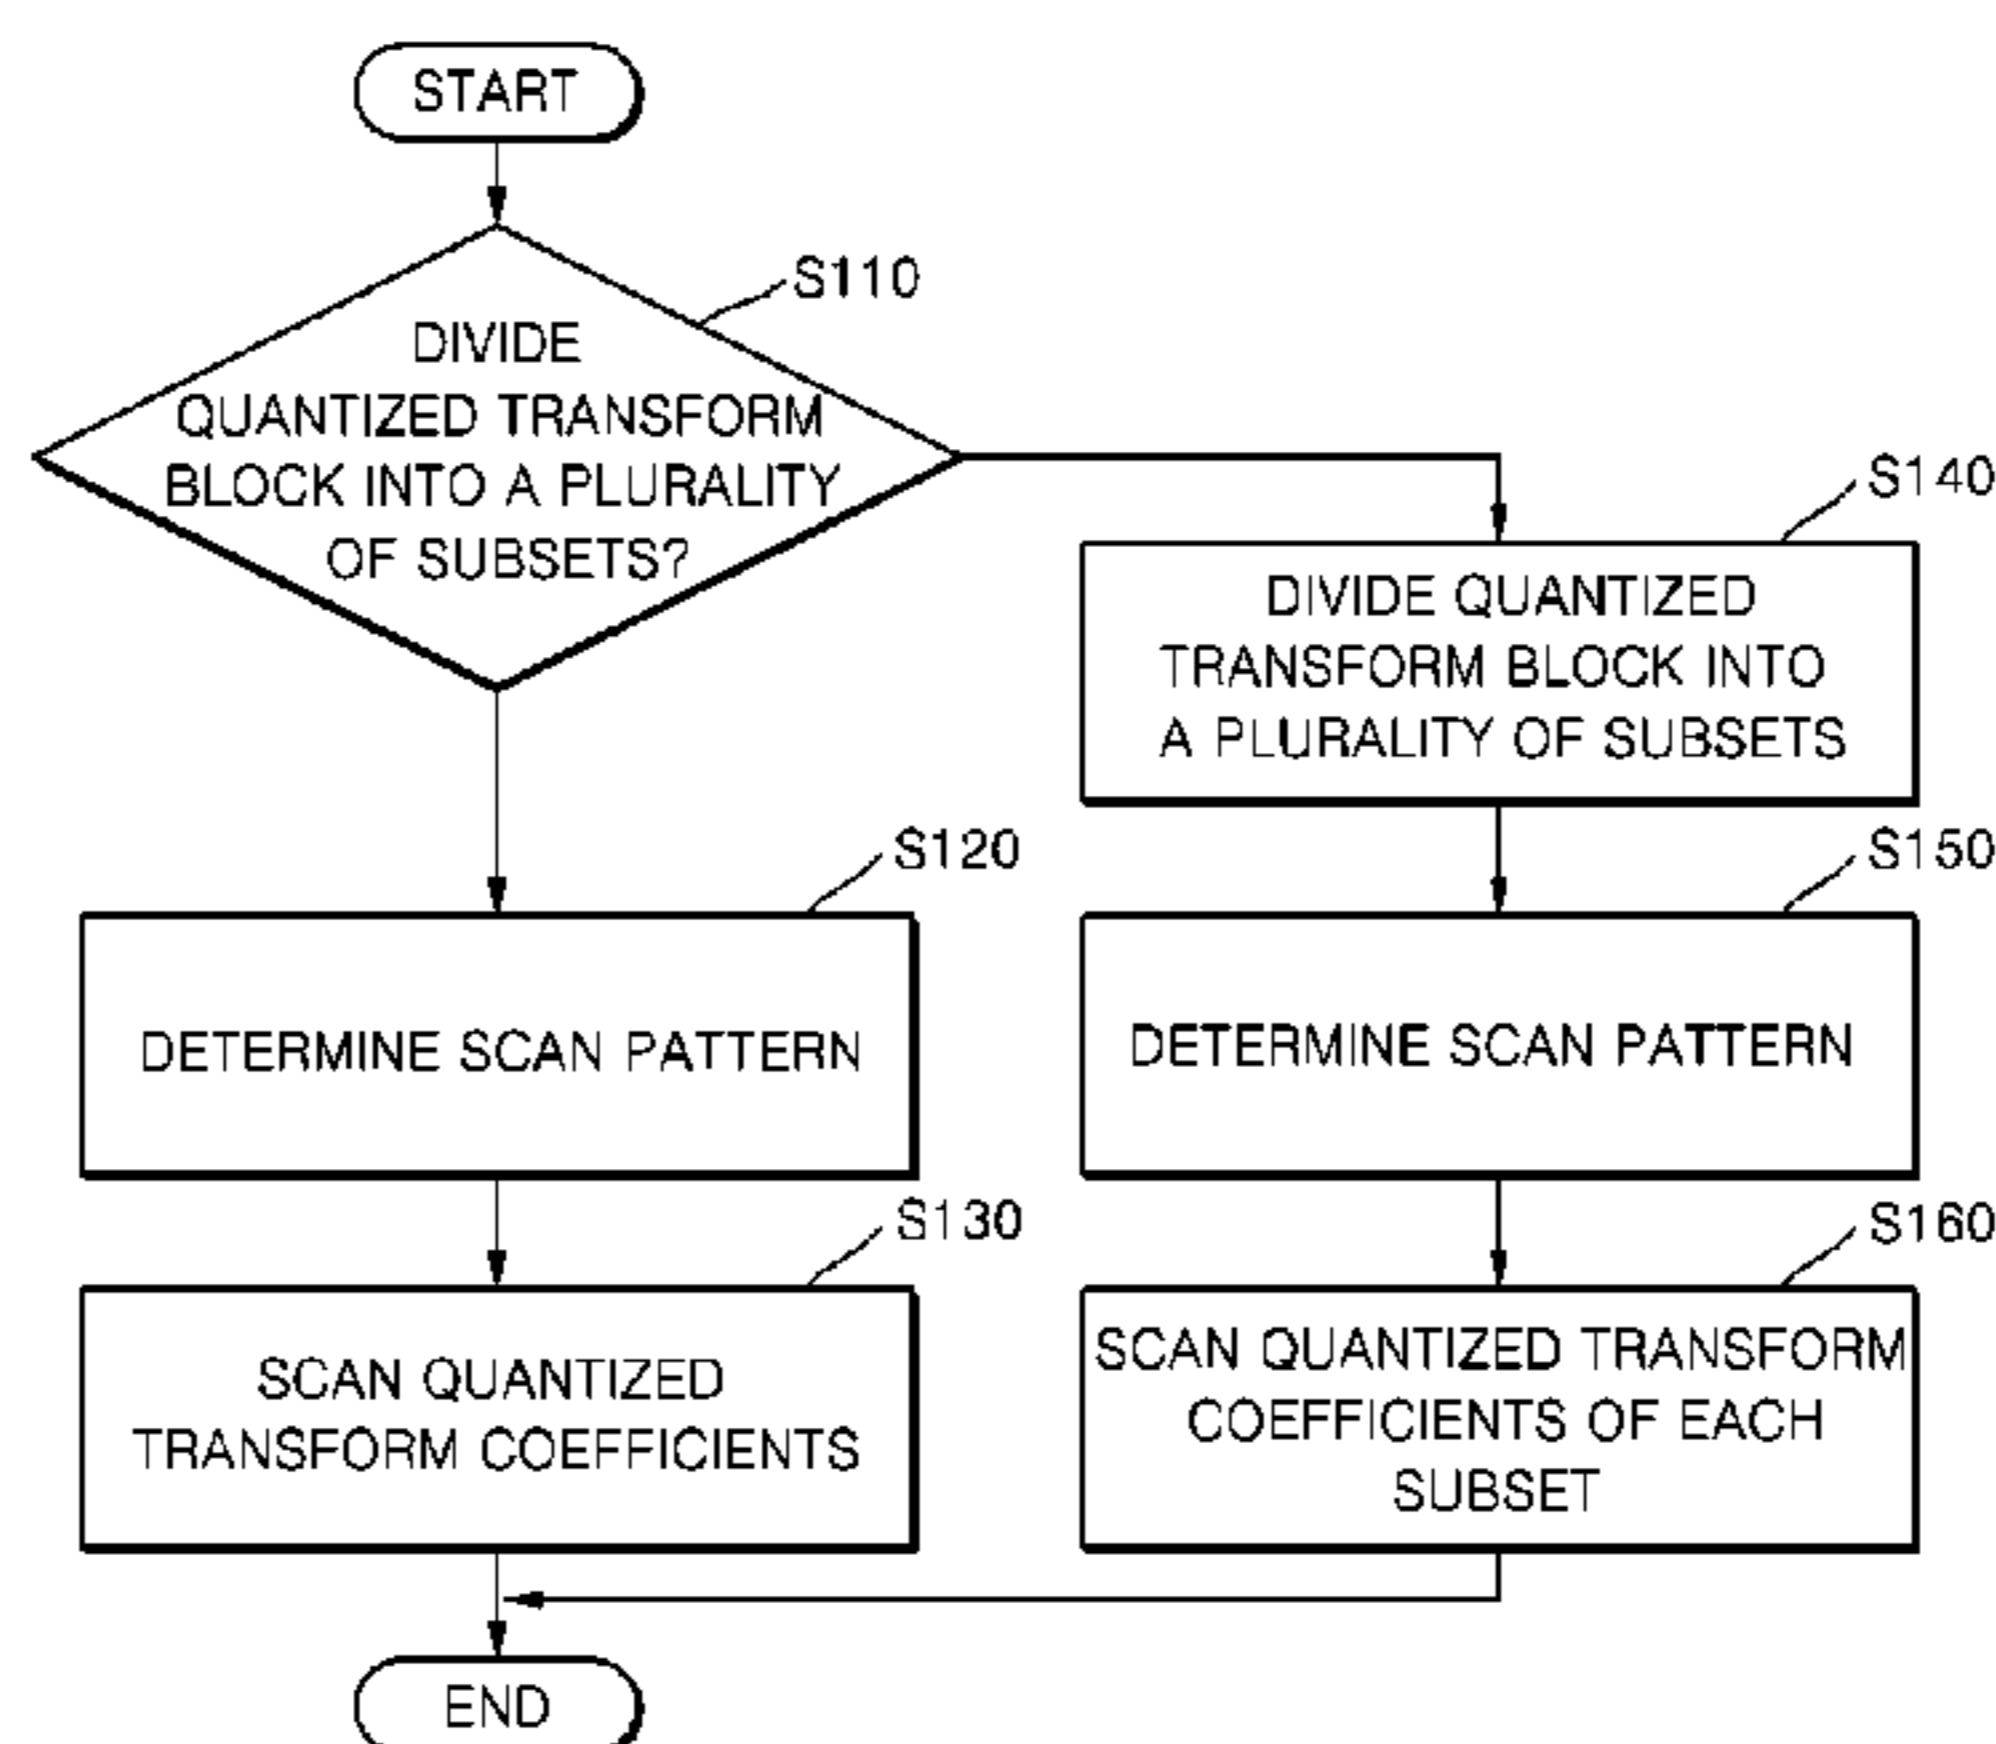 START
S110
DIVIDE
QUANTIZED TRANSFORM
BLOCK INTO A PLURALITY
OF SUBSETS?
S140
DIVIDE QUANTIZED
TRANSFORM BLOCK INTO
A PLURALITY OF SUBSETS
S120
DETERMINE SCAN PATTERN
S150
DETERMINE SCAN PATTERN
S130
SCAN QUANTIZED
TRANSFORM COEFFICIENTS
S160
SCAN QUANTIZED TRANSFORM
COEFFICIENTS OF EACH
SUBSET
END